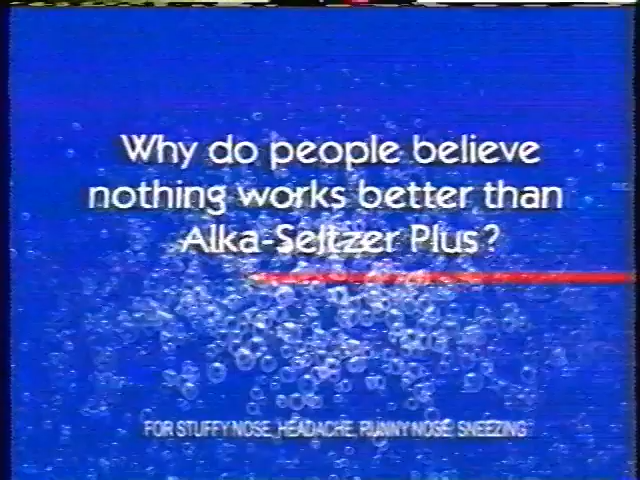 Why do people believe
nothing works better than
Alka-Seltzer Plus?
FOR STUFFY NOSE, HEADACHE, RUNNY NOSE, SNEEZING